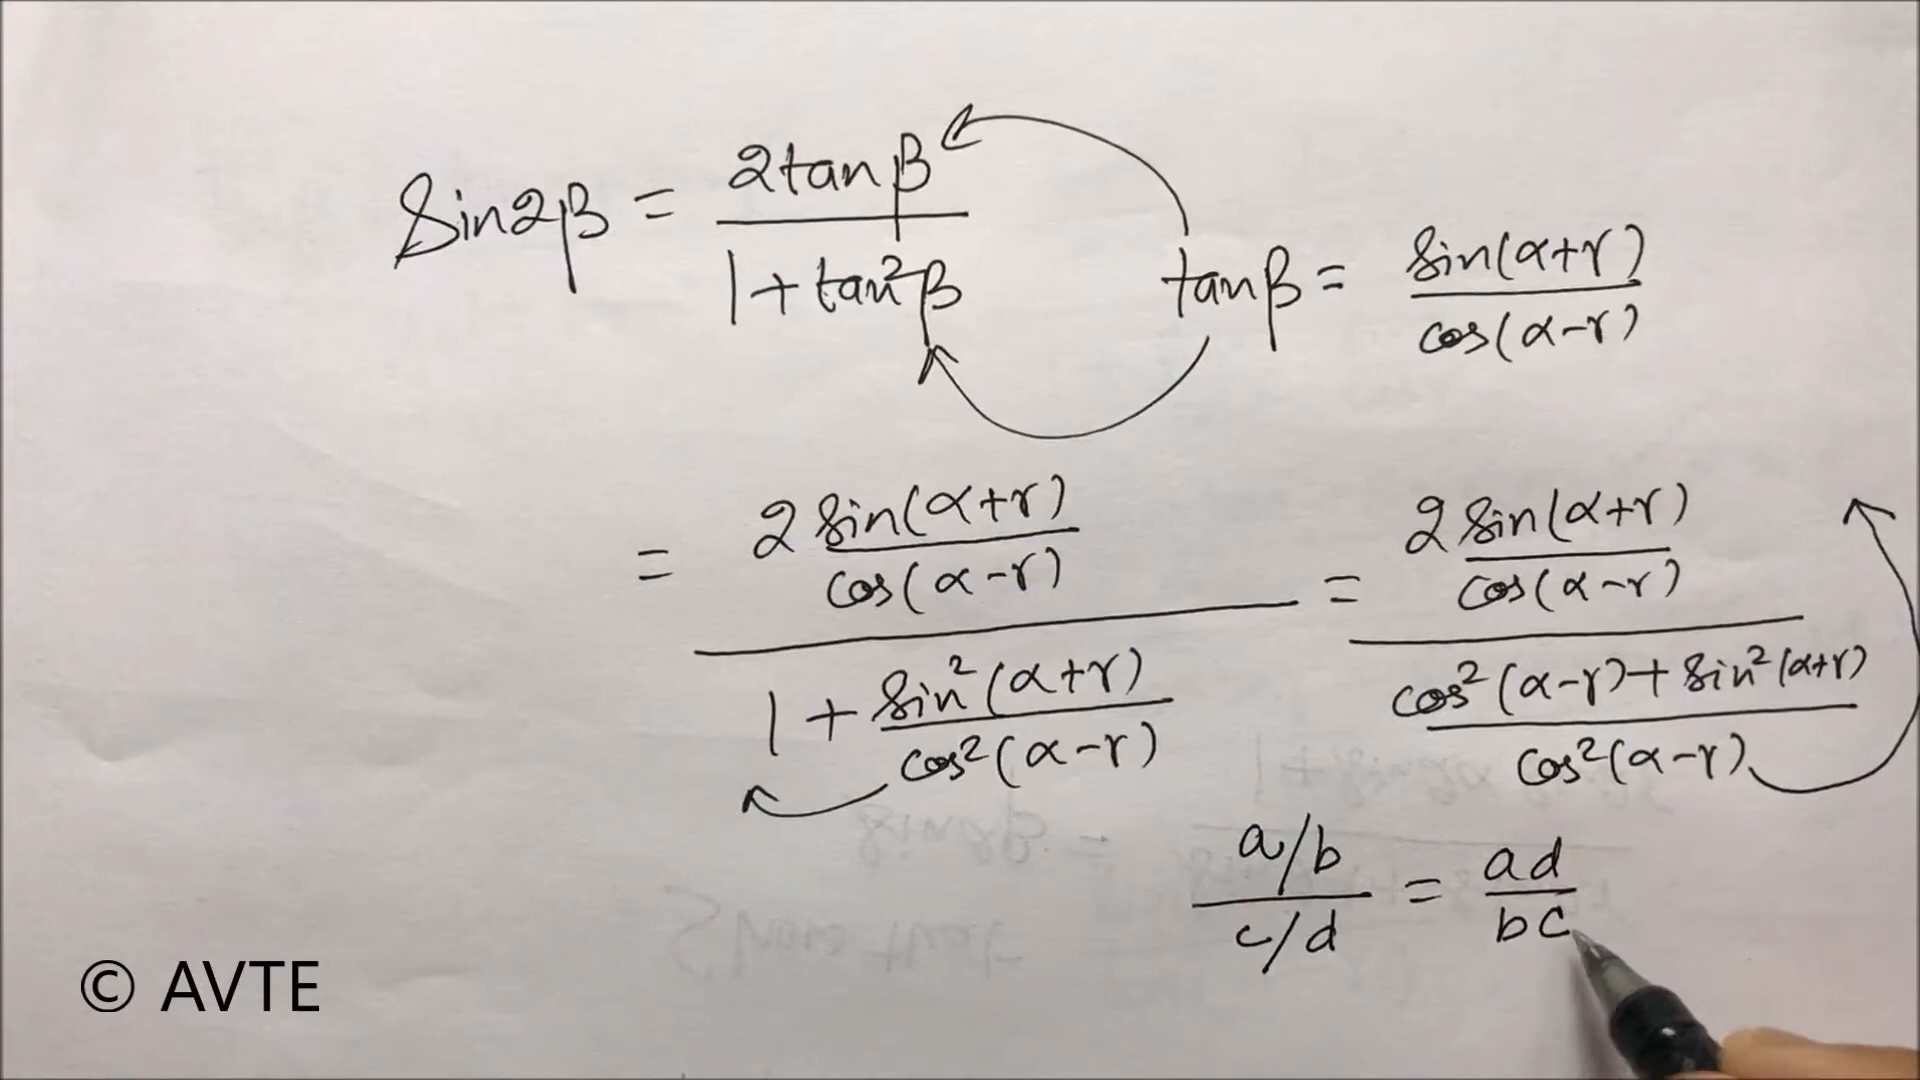 Sin2β = 2tanβ / 1+tan²β
tanβ = sin(α+r) / cos(α-r)
= 2 sin(α+r) / cos(α-r) / 1 + sin²(α+r) / cos²(α-r) = 2 sin(α+r) / cos(α-r) / cos²(α-r)+sin²(α+r) / cos²(α-r)
a/b / c/d = ad / bc
© AVTE